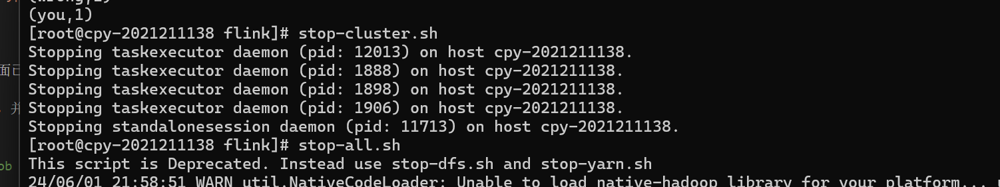 (you,1)
[root@cpy-2021211138 flink]# stop-cluster.sh
Stopping taskexecutor daemon (pid: 12013) on host cpy-2021211138.
面已
Stopping taskexecutor daemon (pid: 1888) on host cpy-2021211138.
Stopping taskexecutor daemon (pid: 1898) on host cpy-2021211138.
并
Stopping taskexecutor daemon (pid: 1906) on host cpy-2021211138.
Stopping standalonesession daemon (pid: 11713) on host cpy-2021211138.
[root@cpy-2021211138 flink]# stop-all.sh
ob
This script is Deprecated. Instead use stop-dfs.sh and stop-yarn.sh
24/06/01 21:58:51 WARN util.NativeCodeLoader: Unable to load native-hadoop library for your platform...